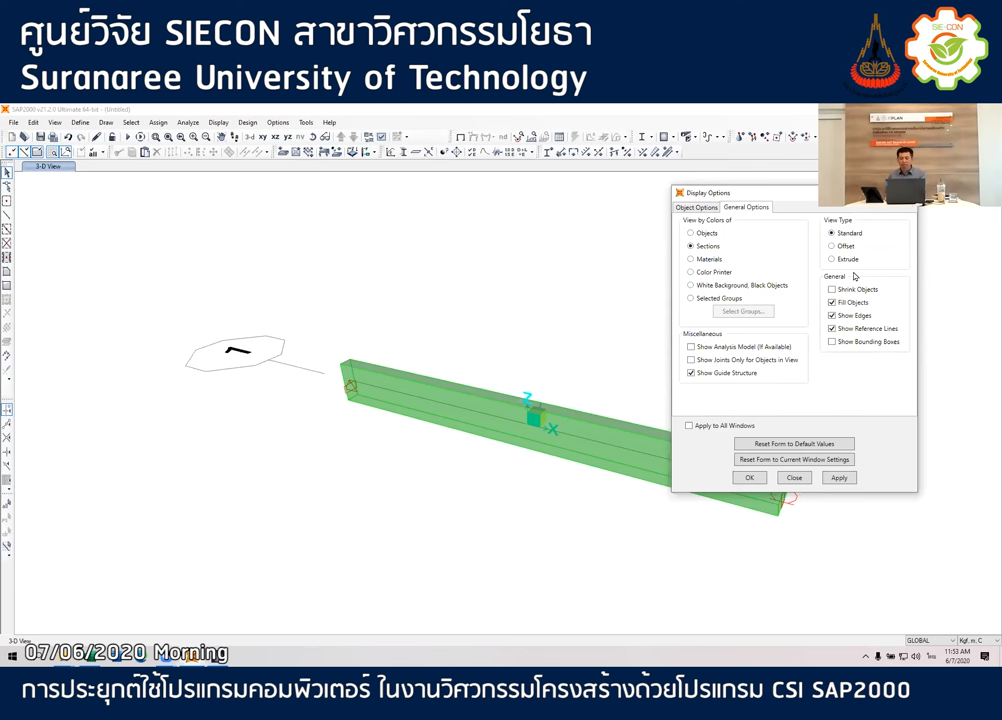 ศูนย์วิจัย SIECON สาขาวิศวกรรมโยธา
Suranaree University of Technology
SIE-CON
SAP2000 v21.2.0 Ultimate 64-bit - (Untitled)
File Edit View Define Draw Select Assign Analyze Display Design Options Tools Help
3-d xy xz yz nv
3-D View
Display Options
Object Options General Options
View by Colors of
Objects
Sections
Materials
Color Printer
White Background, Black Objects
Selected Groups
Select Groups...
Miscellaneous
Show Analysis Model (If Available)
Show Joints Only for Objects in View
Show Guide Structure
View Type
Standard
Offset
Extrude
General
Shrink Objects
Fill Objects
Show Edges
Show Reference Lines
Show Bounding Boxes
Apply to All Windows
Reset Form to Default Values
Reset Form to Current Window Settings
OK Close Apply
Z
X
3-D View
GLOBAL
Kgf, m, C
07/06/2020 Morning
11:53 AM
6/7/2020
การประยุกต์ใช้โปรแกรมคอมพิวเตอร์ ในงานวิศวกรรมโครงสร้างด้วยโปรแกรม CSI SAP2000